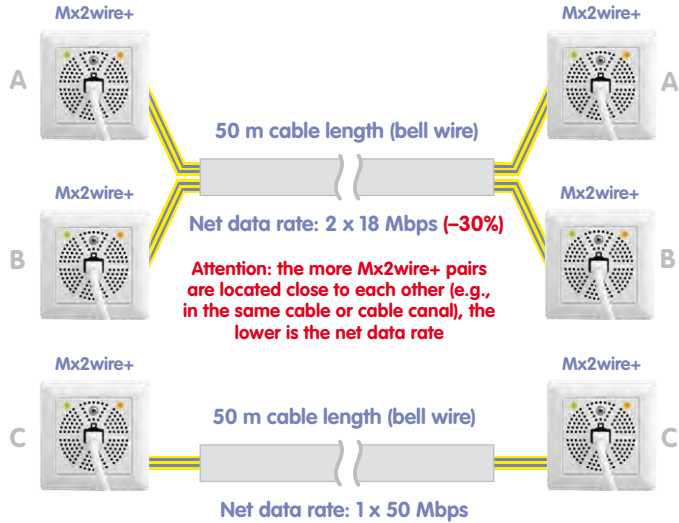 Mx2wire+ Mx2wire+
A A
50 m cable length (bell wire)
Mx2wire+ Mx2wire+
Net data rate: 2 x 18 Mbps (–30%)
B B
Attention: the more Mx2wire+ pairs
are located close to each other (e.g.,
in the same cable or cable canal), the
lower is the net data rate
Mx2wire+ Mx2wire+
50 m cable length (bell wire)
C C
Net data rate: 1 x 50 Mbps